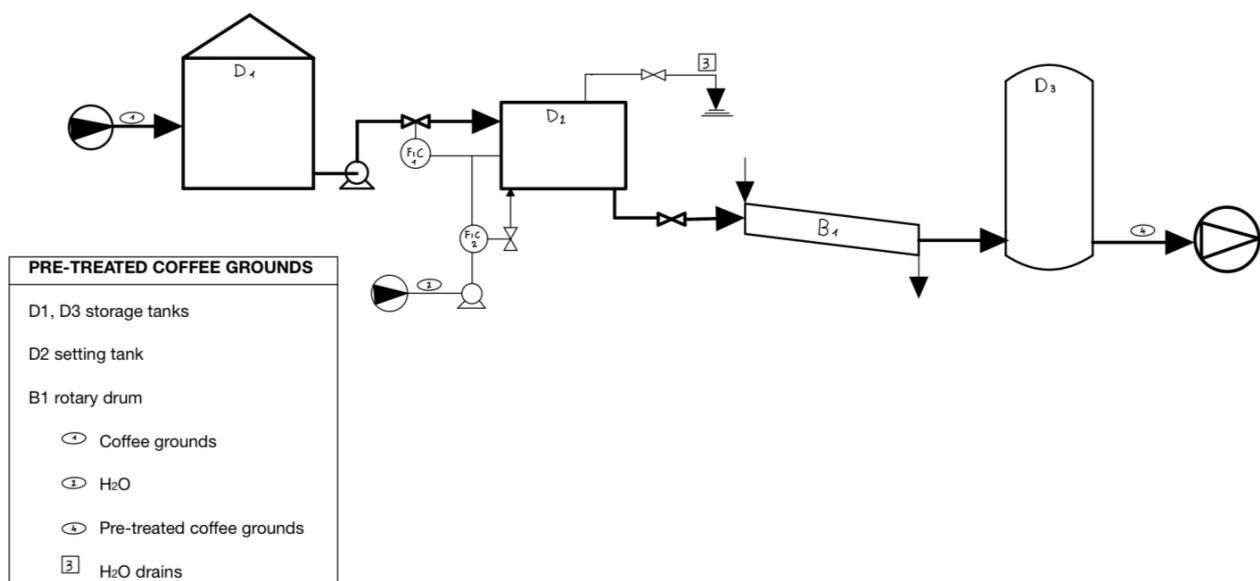 3
D1
D3
1
D2
FiC
1
B1
FiC
2
4
2
PRE-TREATED COFFEE GROUNDS
D1, D3 storage tanks
D2 setting tank
B1 rotary drum
1 Coffee grounds
2 H2O
4 Pre-treated coffee grounds
3 H2O drains